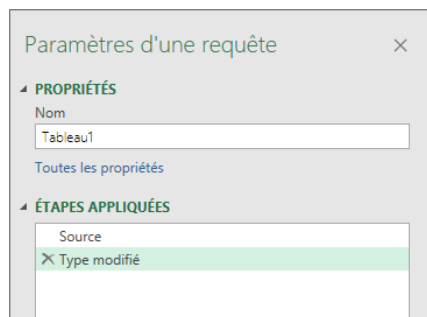 Paramètres d'une requête
PROPRIÉTÉS
Nom
Tableau1
Toutes les propriétés
ÉTAPES APPLIQUÉES
Source
Type modifié